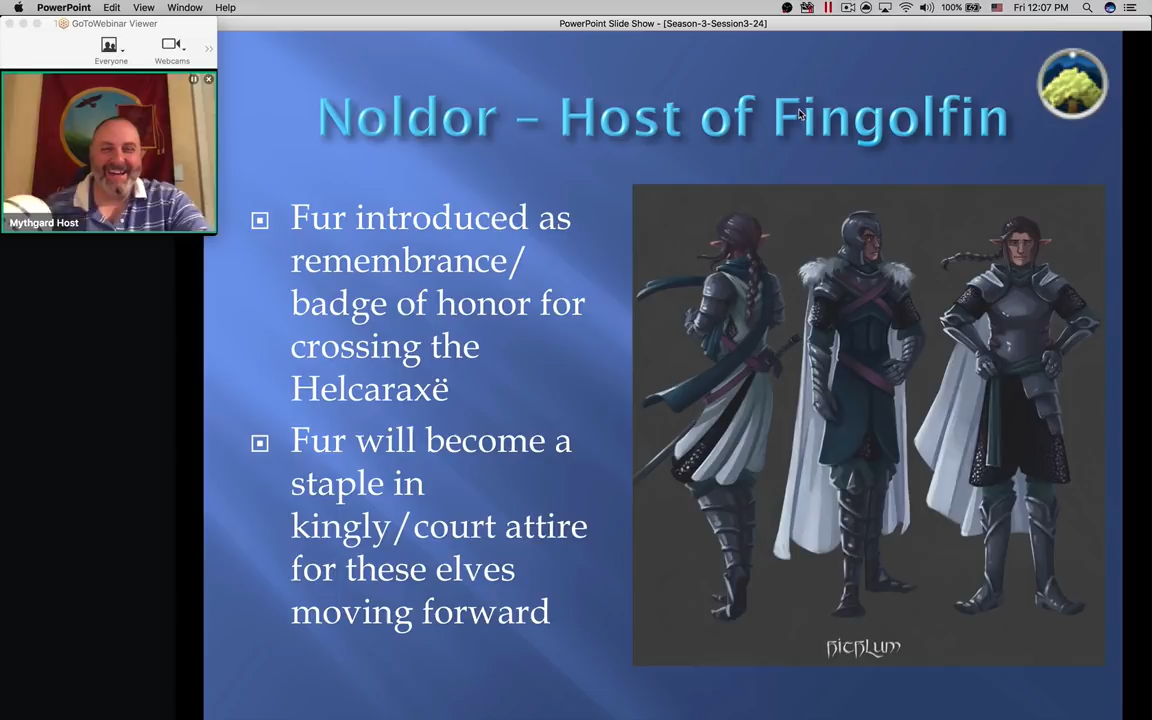 PowerPoint Edit View Window Help
100% Fri 12:07 PM
GoToWebinar Viewer
PowerPoint Slide Show - [Season-3-Session3-24]
Everyone
Webcams
Mythgard Host
Noldor – Host of Fingolfin
Fur introduced as
remembrance/
badge of honor for
crossing the
Helcaraxë
Fur will become a
staple in
kingly/court attire
for these elves
moving forward
HITHLUM